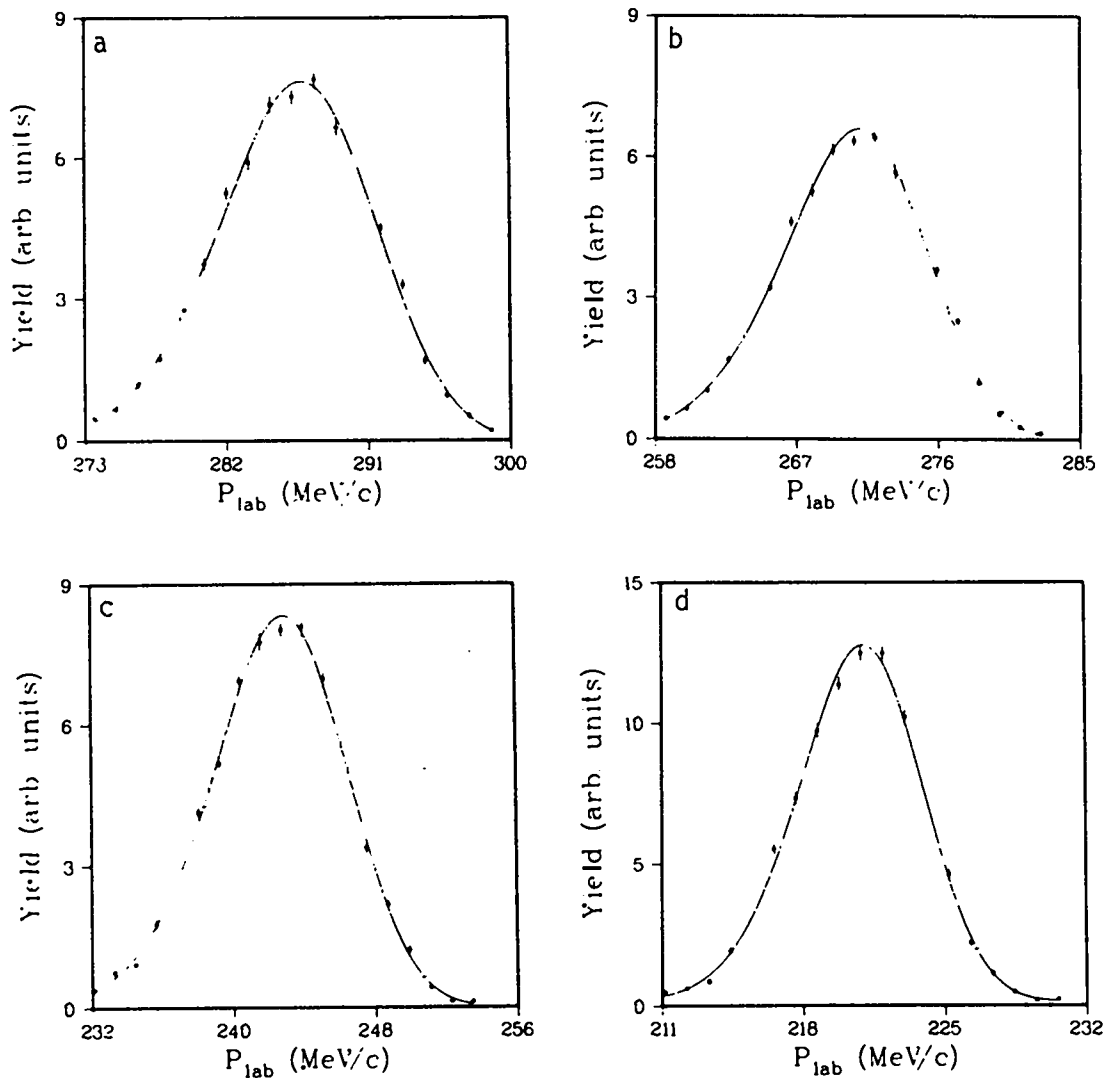 a
9
6
3
0
Yield (arb units)
273 282 291 300
P_lab (MeV/c)
b
9
6
3
0
Yield (arb units)
258 267 276 285
P_lab (MeV/c)
c
9
6
3
0
Yield (arb units)
232 240 248 256
P_lab (MeV/c)
d
15
10
5
0
Yield (arb units)
211 218 225 232
P_lab (MeV/c)